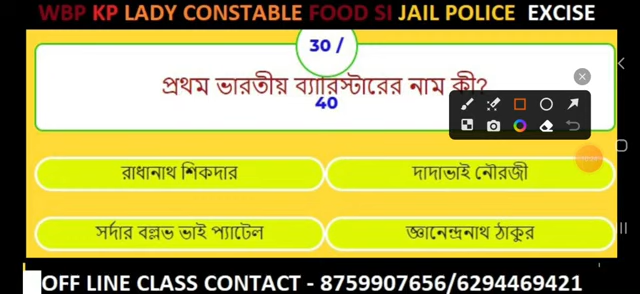 WBP KP LADY CONSTABLE FOOD SI JAIL POLICE EXCISE
30 /
প্রথম ভারতীয় ব্যারিস্টারের নাম কী?
40
রাধানাথ শিকদার
দাদাভাই নৌরজী
সর্দার বল্লভ ভাই প্যাটেল
জ্ঞানেন্দ্রনাথ ঠাকুর
OFF LINE CLASS CONTACT - 8759907656/6294469421